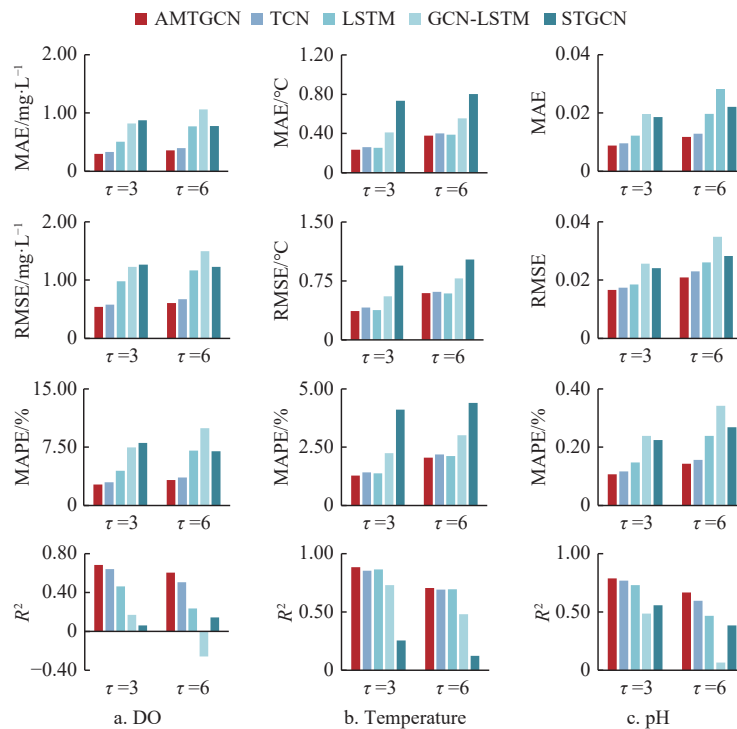 AMTGCN TCN LSTM GCN-LSTM STGCN
MAE/mg·L⁻¹
2.00
1.00
0
τ=3 τ=6
MAE/°C
1.20
0.80
0.40
0
τ=3 τ=6
MAE
0.04
0.02
0
τ=3 τ=6
RMSE/mg·L⁻¹
2.00
1.00
0
τ=3 τ=6
RMSE/°C
1.50
0.75
0
τ=3 τ=6
RMSE
0.04
0.02
0
τ=3 τ=6
MAPE/%
15.00
7.50
0
τ=3 τ=6
MAPE/%
5.00
2.50
0
τ=3 τ=6
MAPE/%
0.40
0.20
0
τ=3 τ=6
R²
0.80
0.40
0
−0.40
τ=3 τ=6
R²
1.00
0.50
0
τ=3 τ=6
R²
1.00
0.50
0
τ=3 τ=6
a. DO
b. Temperature
c. pH